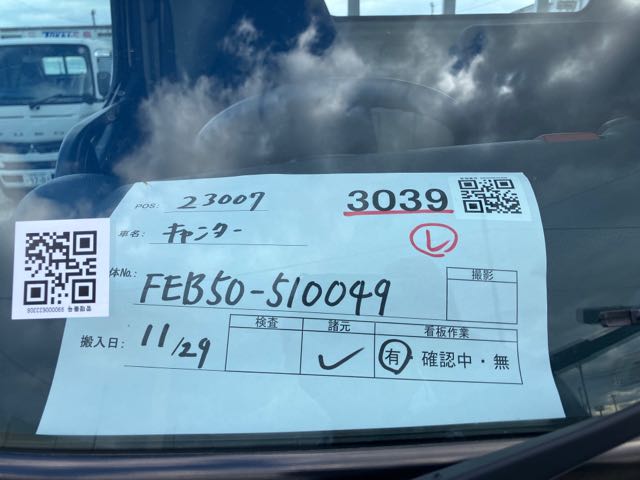 POS: 23007
3039
車名: キャンター
L
体No.: FEB50-510049
撮影
搬入日: 11/29
検査 諸元 看板作業
✓ 有 確認中・無